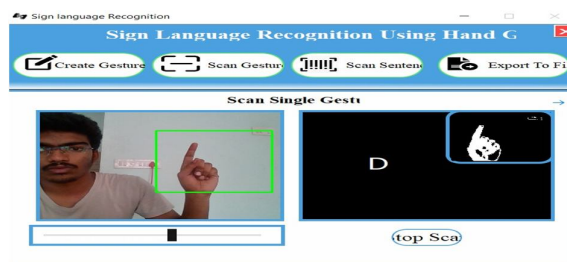 Sign language Recognition
Sign Language Recognition Using Hand G
Create Gesture
Scan Gestur
Scan Senten
Export To Fi
Scan Single Gestu
D
top Sca